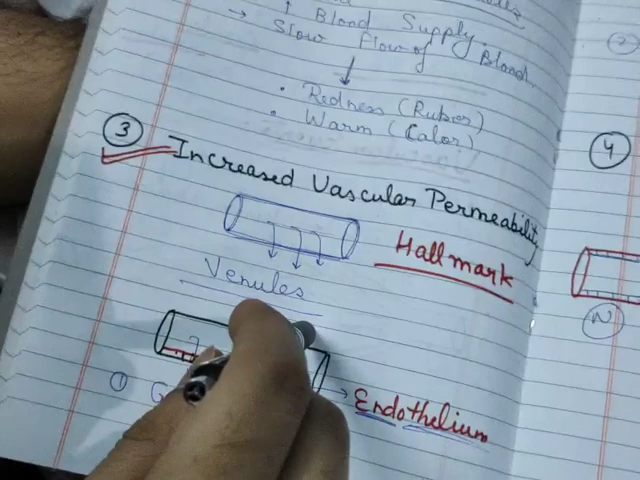 ↑ Blood Supply.
→ Slow flow of Blood.
↓
• Redness (Rubor)
• Warm (Calor)
③ Increased Vascular Permeability
Hallmark
Venules
① G
→ Endothelium
4
N